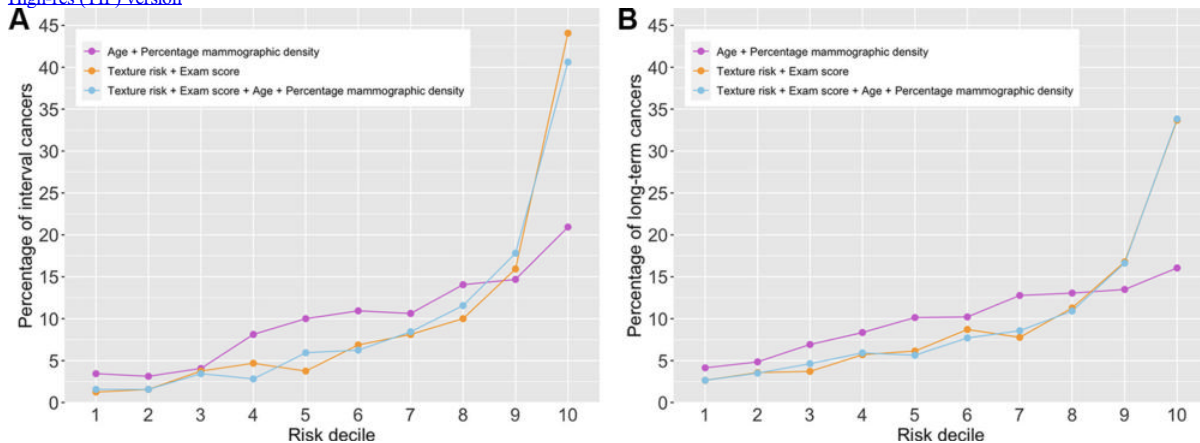 High-res (TIF) version
A
45
40
35
30
25
20
15
10
5
0
Percentage of interval cancers
Age + Percentage mammographic density
Texture risk + Exam score
Texture risk + Exam score + Age + Percentage mammographic density
1 2 3 4 5 6 7 8 9 10
Risk decile
B
45
40
35
30
25
20
15
10
5
0
Percentage of long-term cancers
Age + Percentage mammographic density
Texture risk + Exam score
Texture risk + Exam score + Age + Percentage mammographic density
1 2 3 4 5 6 7 8 9 10
Risk decile